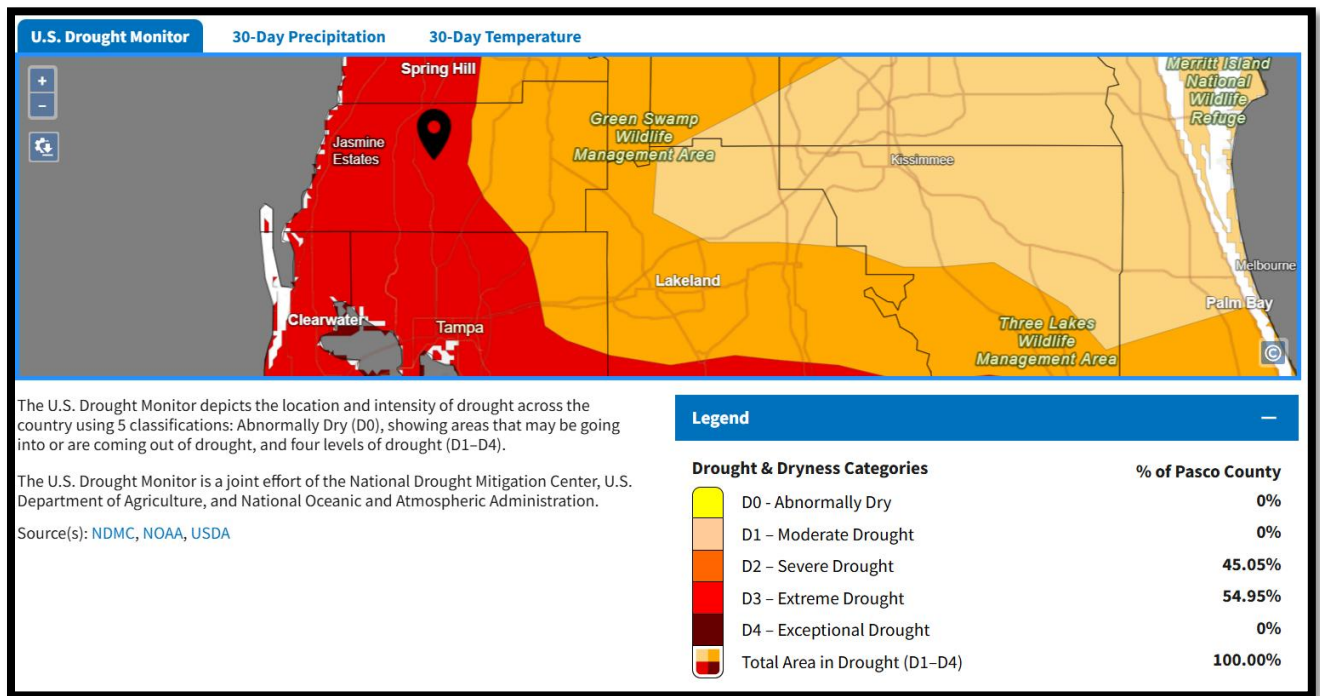 U.S. Drought Monitor
30-Day Precipitation
30-Day Temperature
+
−
Spring Hill
Jasmine
Estates
Green Swamp
Wildlife
Management Area
Kissimmee
Merritt Island
National
Wildlife
Refuge
Melbourne
Lakeland
Palm Bay
Clearwater
Tampa
Three Lakes
Wildlife
Management Area
©
The U.S. Drought Monitor depicts the location and intensity of drought across the
country using 5 classifications: Abnormally Dry (D0), showing areas that may be going
into or are coming out of drought, and four levels of drought (D1–D4).
The U.S. Drought Monitor is a joint effort of the National Drought Mitigation Center, U.S.
Department of Agriculture, and National Oceanic and Atmospheric Administration.
Source(s): NDMC, NOAA, USDA
Legend −
Drought & Dryness Categories % of Pasco County
D0 - Abnormally Dry 0%
D1 – Moderate Drought 0%
D2 – Severe Drought 45.05%
D3 – Extreme Drought 54.95%
D4 – Exceptional Drought 0%
Total Area in Drought (D1–D4) 100.00%